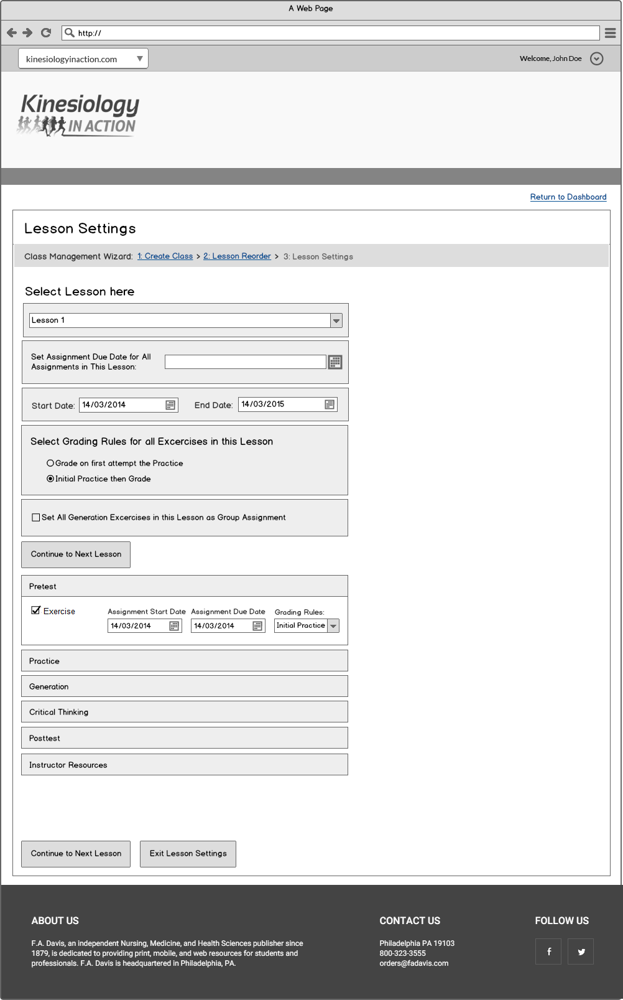 A Web Page
http://
kinesiologyinaction.com
Welcome, John Doe
Kinesiology
IN ACTION
Return to Dashboard
Lesson Settings
Class Management Wizard: 1: Create Class > 2: Lesson Reorder > 3: Lesson Settings
Select Lesson here
Lesson 1
Set Assignment Due Date for All
Assignments in This Lesson:
Start Date: 14/03/2014 End Date: 14/03/2015
Select Grading Rules for all Excercises in this Lesson
Grade on first attempt the Practice
Initial Practice then Grade
Set All Generation Excercises in this Lesson as Group Assignment
Continue to Next Lesson
Pretest
Exercise Assignment Start Date Assignment Due Date Grading Rules:
14/03/2014 14/03/2014 Initial Practice
Practice
Generation
Critical Thinking
Posttest
Instructor Resources
Continue to Next Lesson Exit Lesson Settings
ABOUT US
F.A. Davis, an independent Nursing, Medicine, and Health Sciences publisher since
1879, is dedicated to providing print, mobile, and web resources for students and
professionals. F.A. Davis is headquartered in Philadelphia, PA.
CONTACT US
Philadelphia PA 19103
800-323-3555
orders@fadavis.com
FOLLOW US